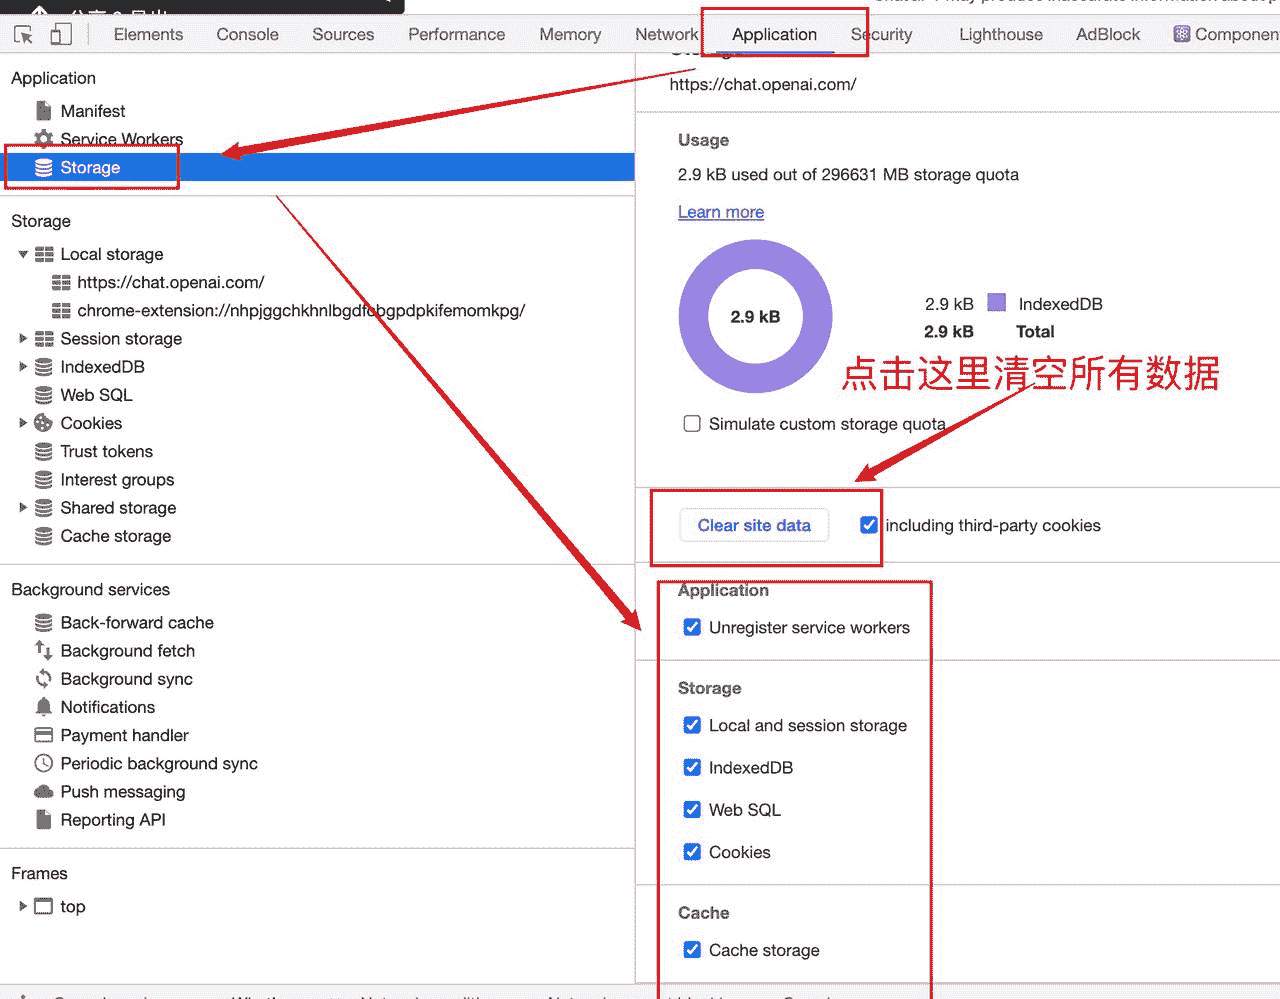 Elements Console Sources Performance Memory Network Application Security Lighthouse AdBlock Componen
Application
Manifest
Service Workers
Storage
Storage
Local storage
https://chat.openai.com/
chrome-extension://nhpjggchkhnlbgdfcbgpdpkifemomkpg/
Session storage
IndexedDB
Web SQL
Cookies
Trust tokens
Interest groups
Shared storage
Cache storage
Background services
Back-forward cache
Background fetch
Background sync
Notifications
Payment handler
Periodic background sync
Push messaging
Reporting API
Frames
top
https://chat.openai.com/
Usage
2.9 kB used out of 296631 MB storage quota
Learn more
2.9 kB
2.9 kB IndexedDB
2.9 kB Total
点击这里清空所有数据
Simulate custom storage quota
Clear site data including third-party cookies
Application
Unregister service workers
Storage
Local and session storage
IndexedDB
Web SQL
Cookies
Cache
Cache storage